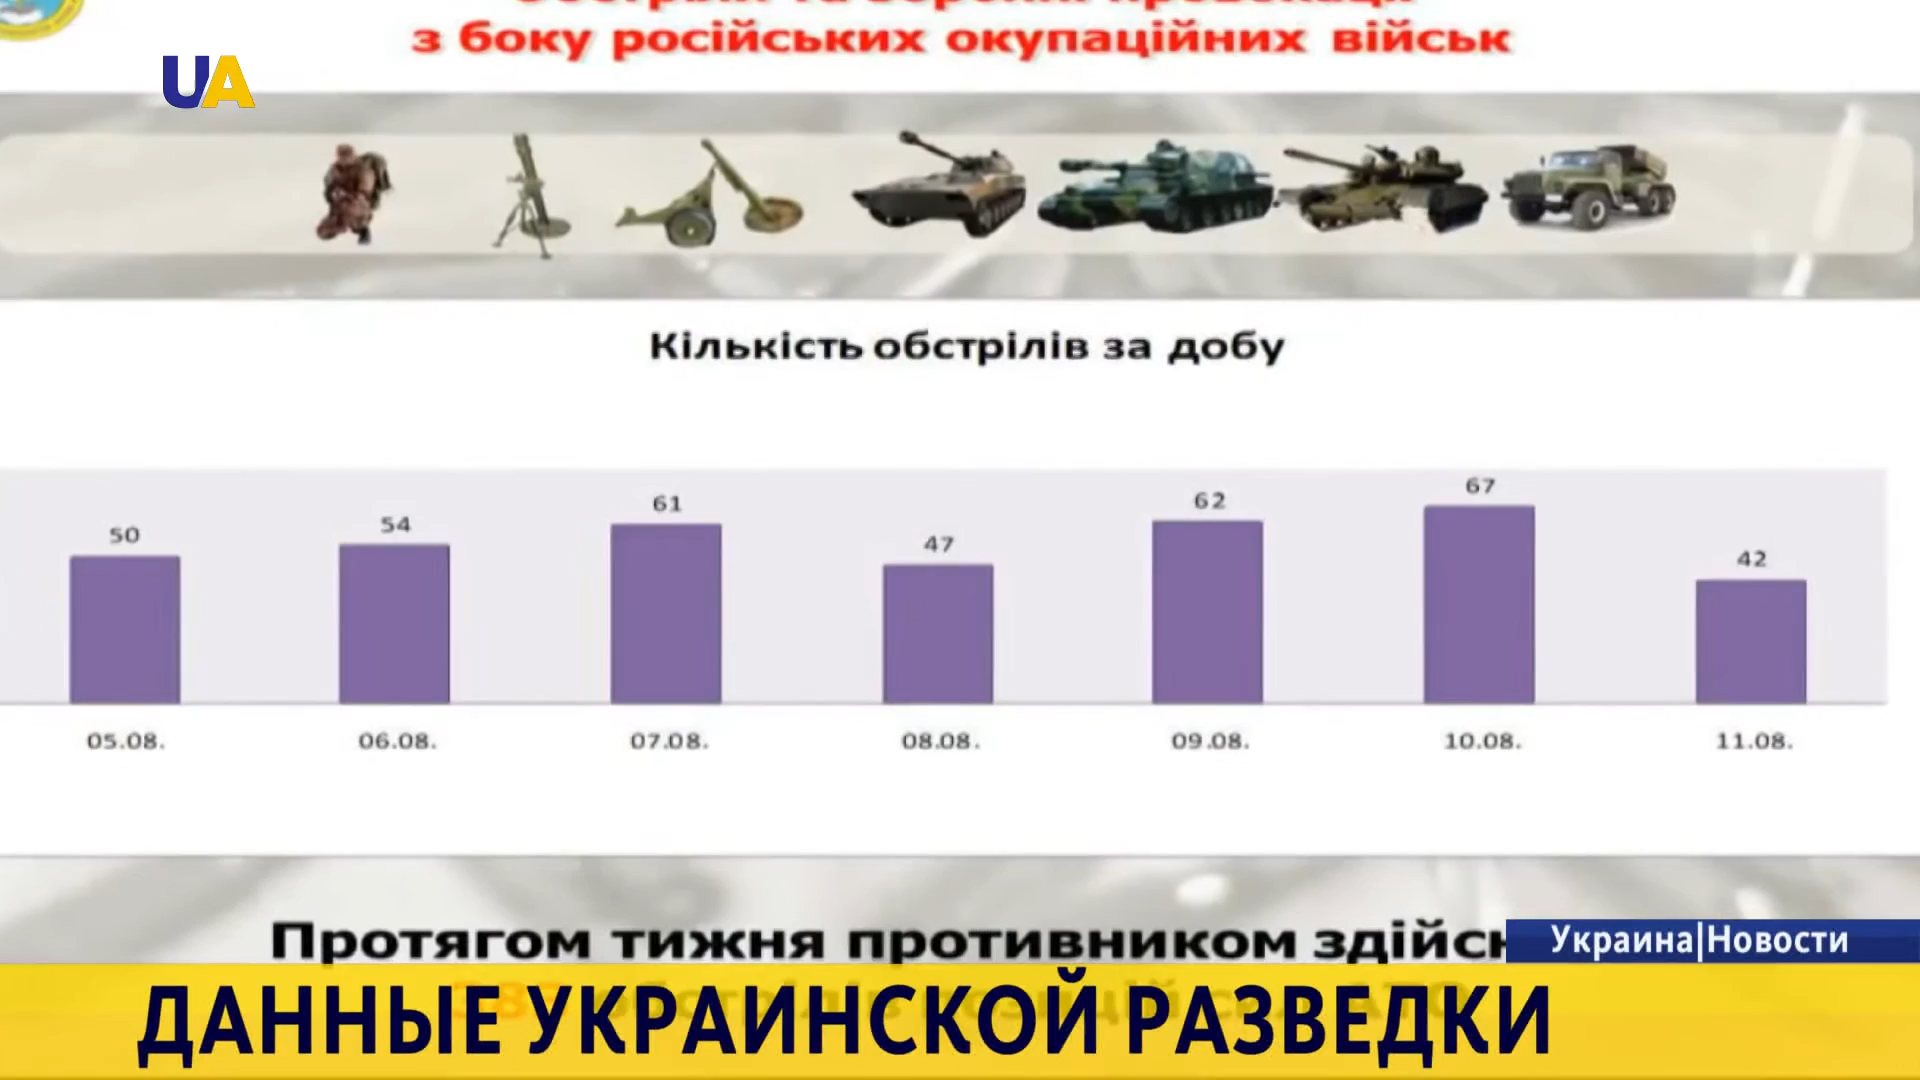 з боку російських окупаційних військ
UA
Кількість обстрілів за добу
50 54 61 47 62 67 42
05.08. 06.08. 07.08. 08.08. 09.08. 10.08. 11.08.
Протягом тижня противником
Украина|Новости
ДАННЫЕ УКРАИНСКОЙ РАЗВЕДКИ